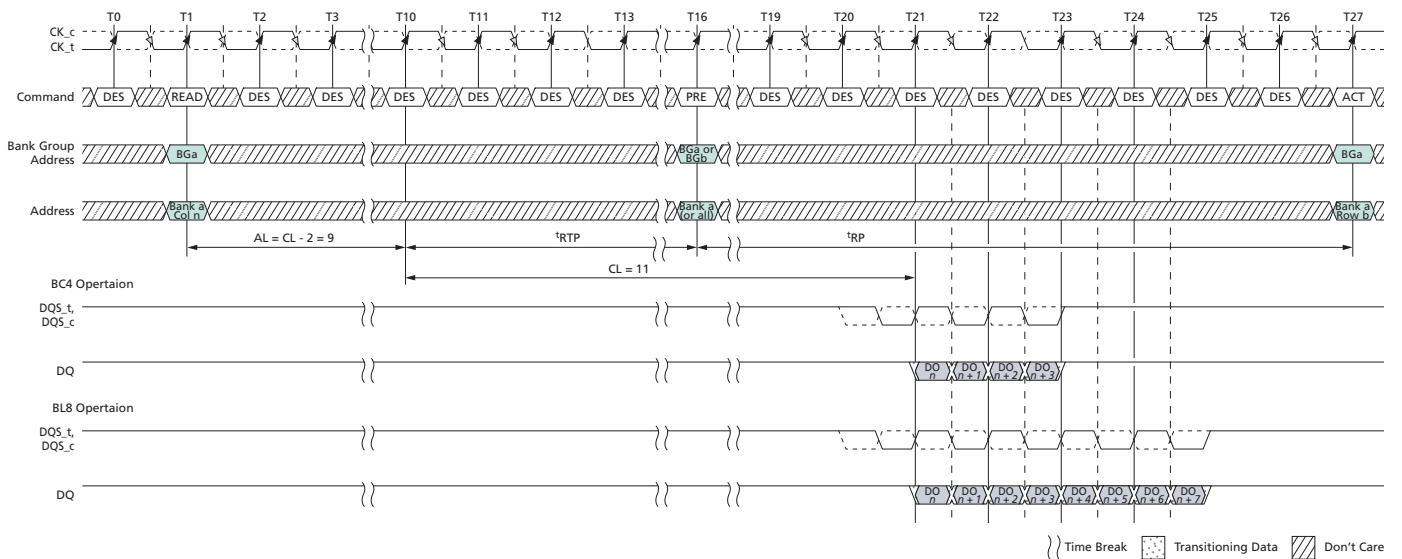 T0 T1 T2 T3 T10 T11 T12 T13 T16 T19 T20 T21 T22 T23 T24 T25 T26 T27
CK_c
CK_t
Command DES READ DES DES DES DES DES DES PRE DES DES DES DES DES DES DES DES ACT
Bank Group
Address
BGa
BGa or
BGb
BGa
Address
Bank a
Col n
Bank a
(or all)
Bank a
Row b
AL = CL - 2 = 9
tRTP
tRP
CL = 11
BC4 Opertaion
DQS_t,
DQS_c
DQ
DO
n
DO
n + 1
DO
n + 2
DO
n + 3
BL8 Opertaion
DQS_t,
DQS_c
DQ
DO
n
DO
n + 1
DO
n + 2
DO
n + 3
DO
n + 4
DO
n + 5
DO
n + 6
DO
n + 7
Time Break Transitioning Data Don't Care